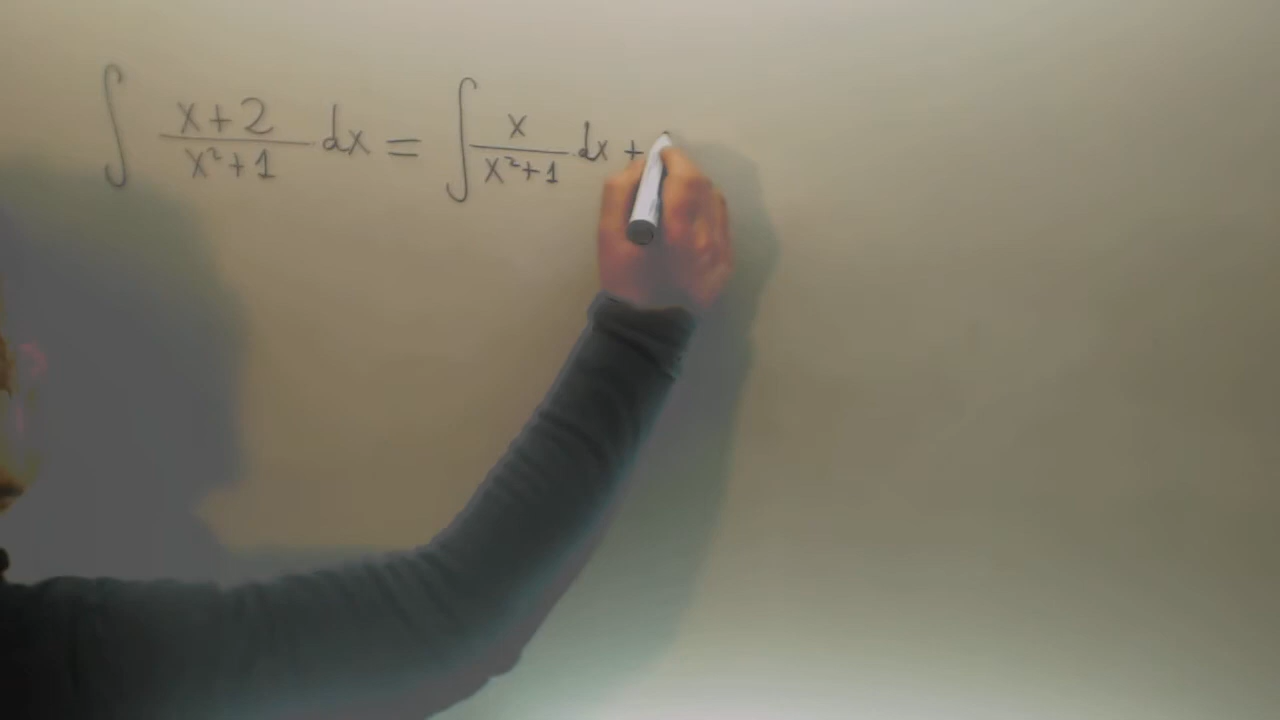 ∫ x+2 / x²+1 dx = ∫ x / x²+1 dx +